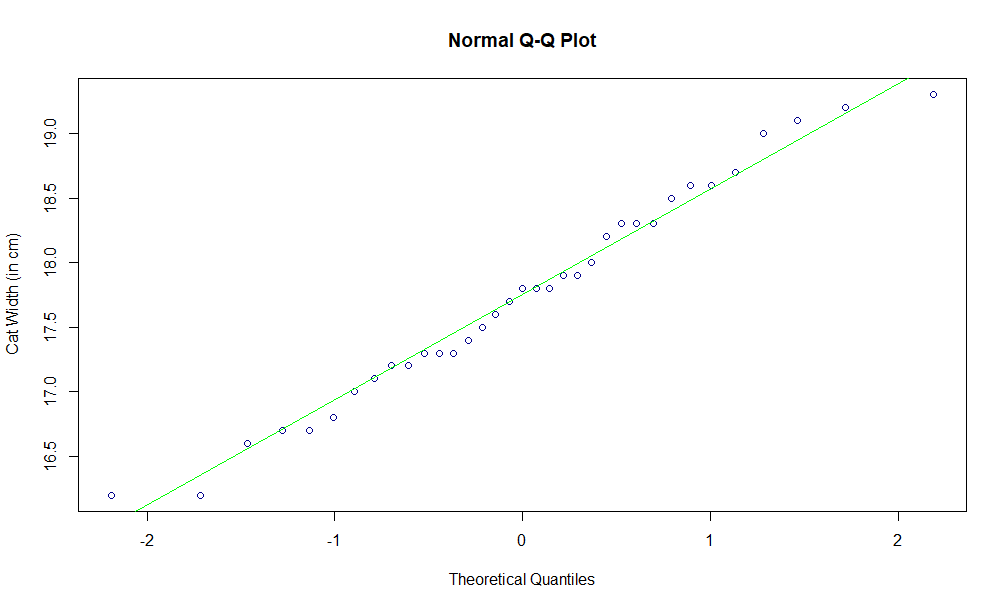 Normal Q-Q Plot
Cat Width (in cm)
19.0
18.5
18.0
17.5
17.0
16.5
-2 -1 0 1 2
Theoretical Quantiles